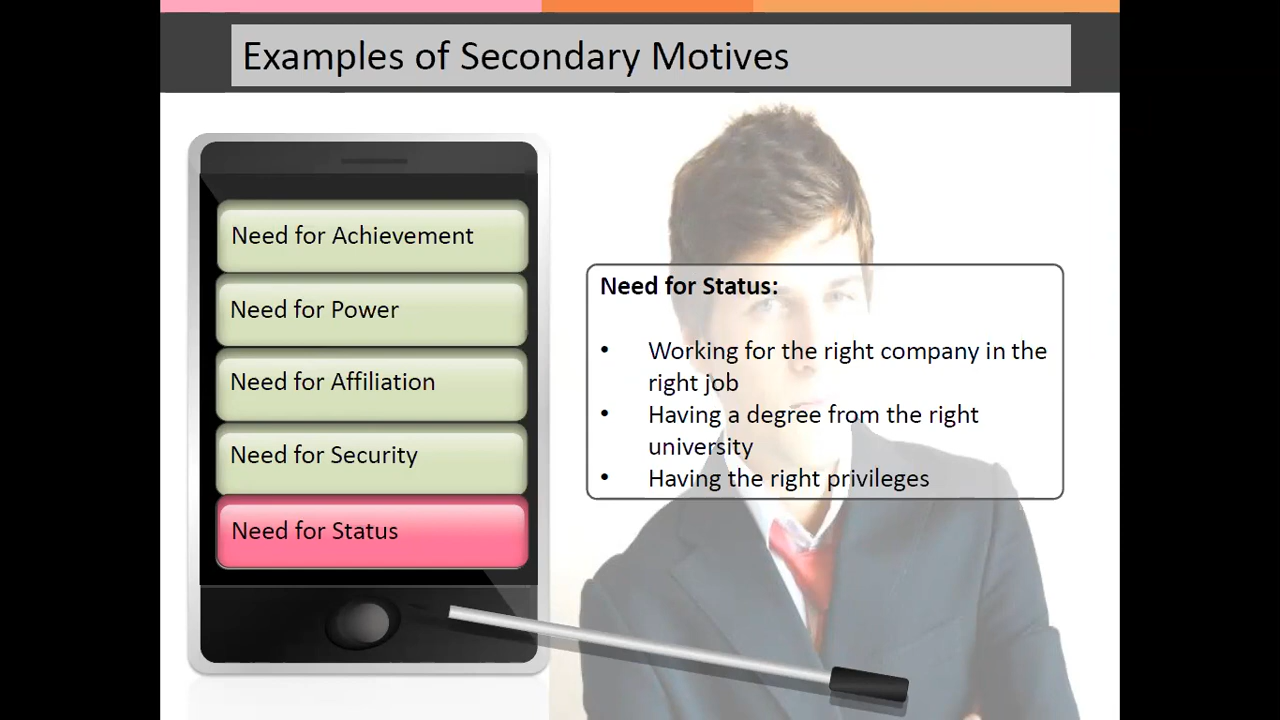 Examples of Secondary Motives
Need for Achievement
Need for Power
Need for Affiliation
Need for Security
Need for Status
Need for Status:
• Working for the right company in the
right job
• Having a degree from the right
university
• Having the right privileges